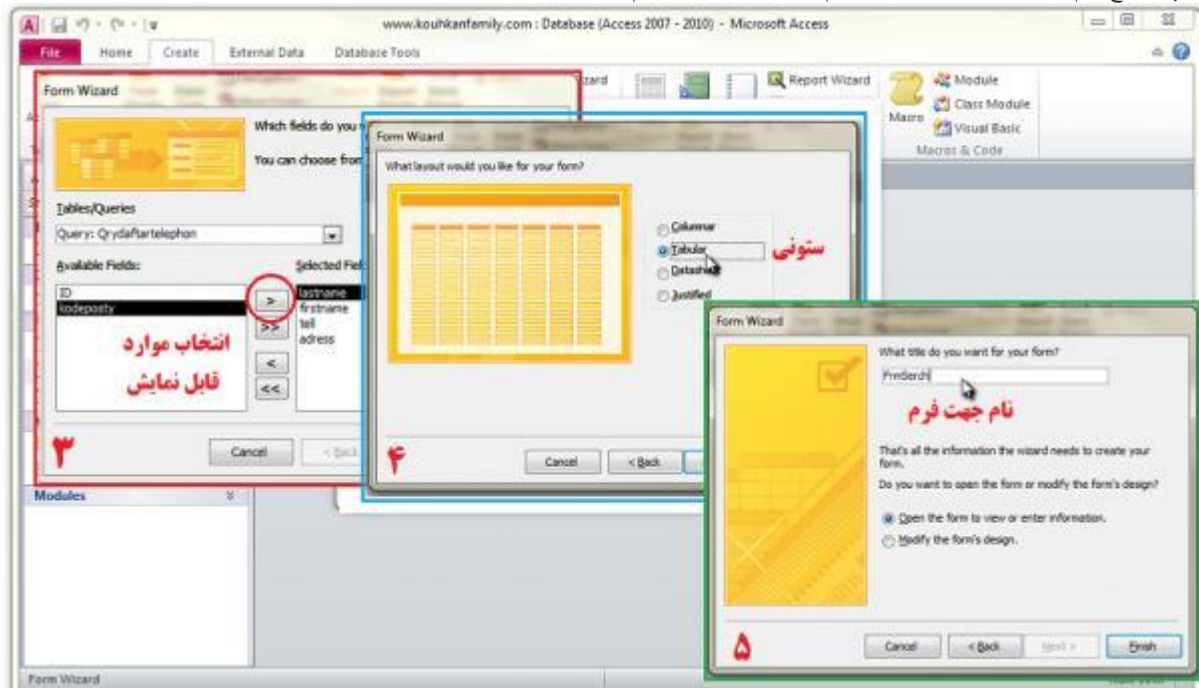 www.kouhkanfamily.com : Database (Access 2007 - 2010) - Microsoft Access
File Home Create External Data Database Tools
Report Wizard
Macro
Module
Class Module
Visual Basic
Macros & Code
Form Wizard
Which fields do you
You can choose from
Tables/Queries
Query: Qrydaftartelephon
Available Fields:
ID
kodeposty
>
>>
<
<<
Selected Fiel
lastname
firstname
tell
adress
انتخاب موارد
قابل نمایش
۳
Cancel < Back
Form Wizard
What layout would you like for your form?
Columnar
Tabular
Datashe
Justified
ستونی
۴
Cancel < Back
Form Wizard
What title do you want for your form?
FrmSerch
نام جهت فرم
That's all the information the wizard needs to create your
form.
Do you want to open the form or modify the form's design?
Open the form to view or enter information.
Modify the form's design.
۵
Cancel < Back Next > Finish
Modules
Form Wizard